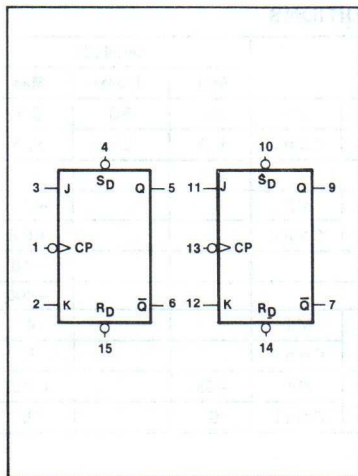 4 10
S_D S_D
3 J Q 5 11 J Q 9
1 CP 13 CP
2 K R_D Q̅ 6 12 K R_D Q̅ 7
15 14